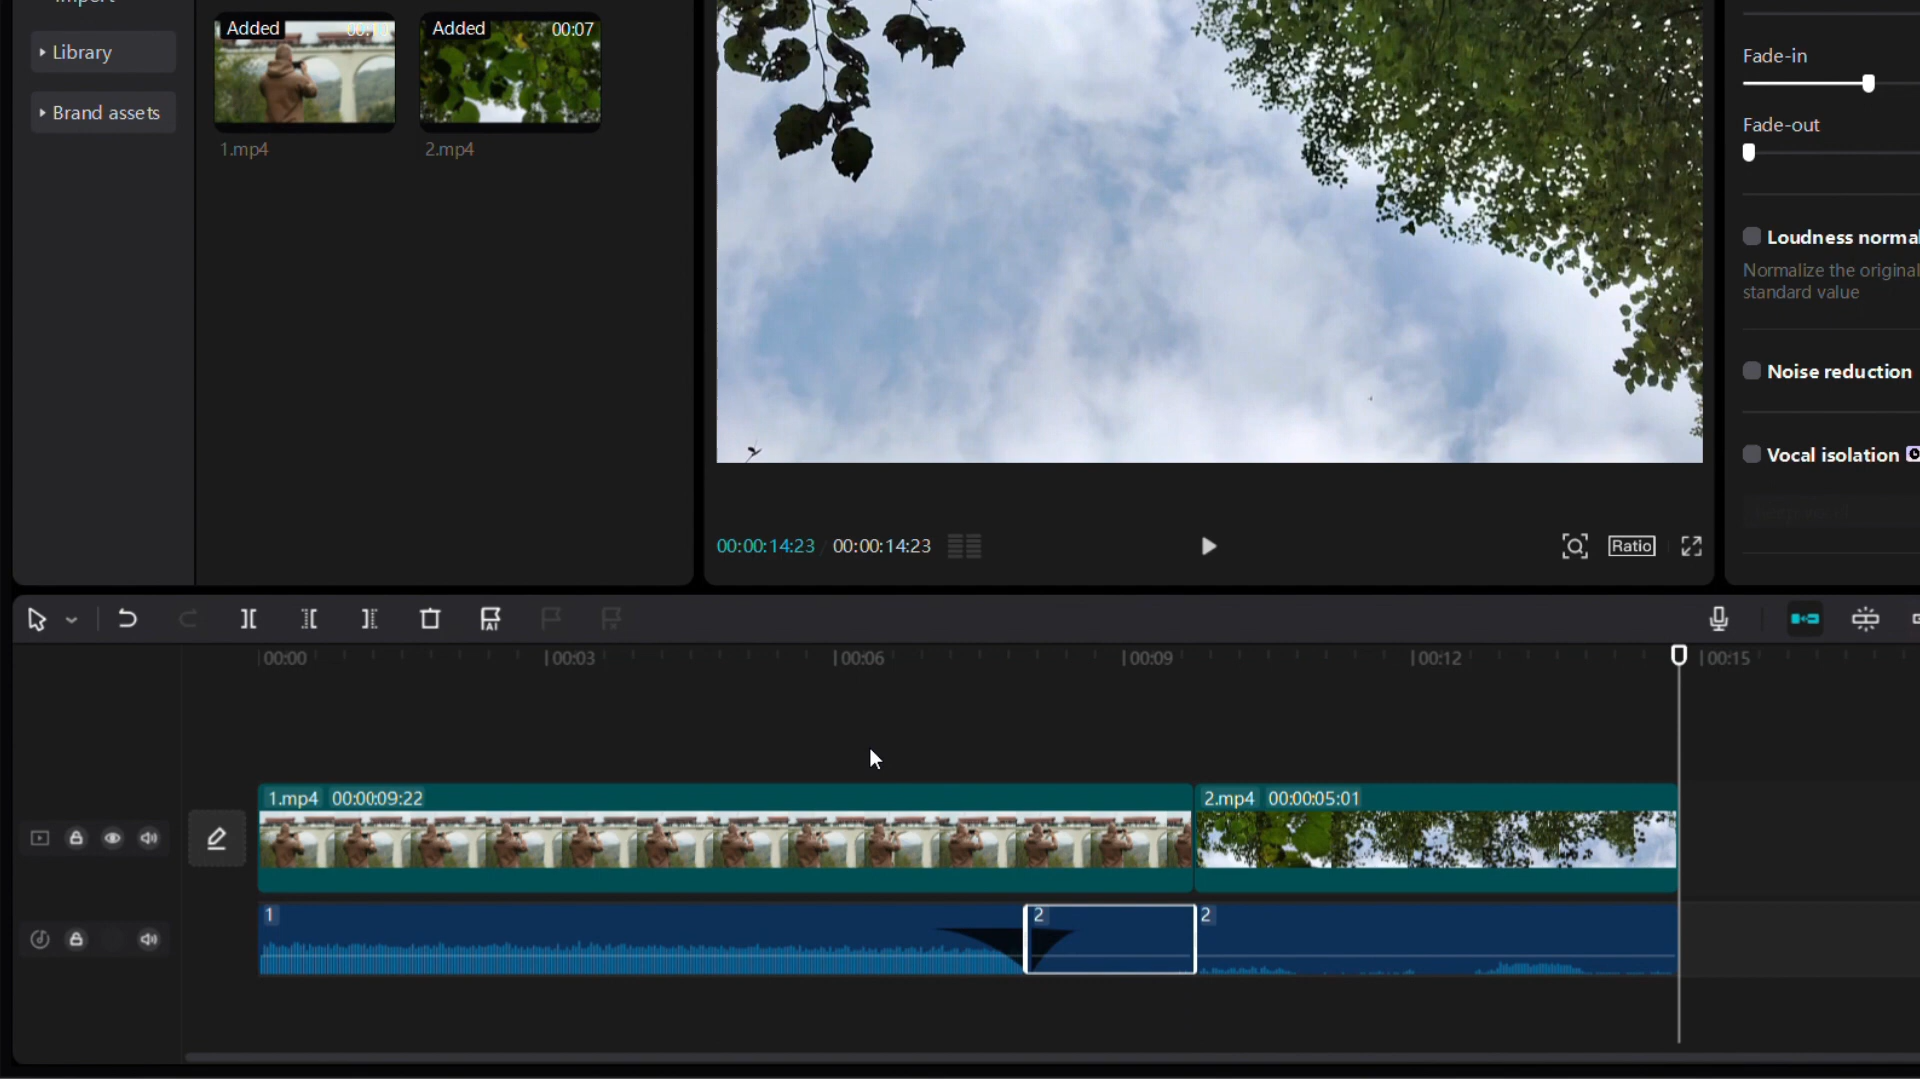 Library
Brand assets
Added
Added 00:07
1.mp4
2.mp4
Fade-in
Fade-out
Loudness normal
Normalize the original
standard value
Noise reduction
Vocal isolation
00:00:14:23 00:00:14:23
Ratio
AI
00:00 00:03 00:06 00:09 00:12 00:15
1.mp4 00:00:09:22
2.mp4 00:00:05:01
1
2
2